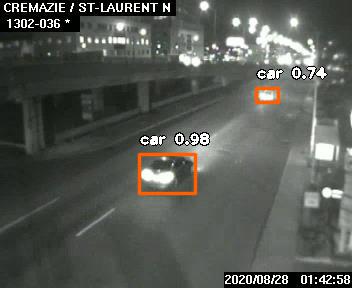 CREMAZIE / ST-LAURENT N
1302-036 *
car 0.74
car 0.98
2020/08/28 01:42:58